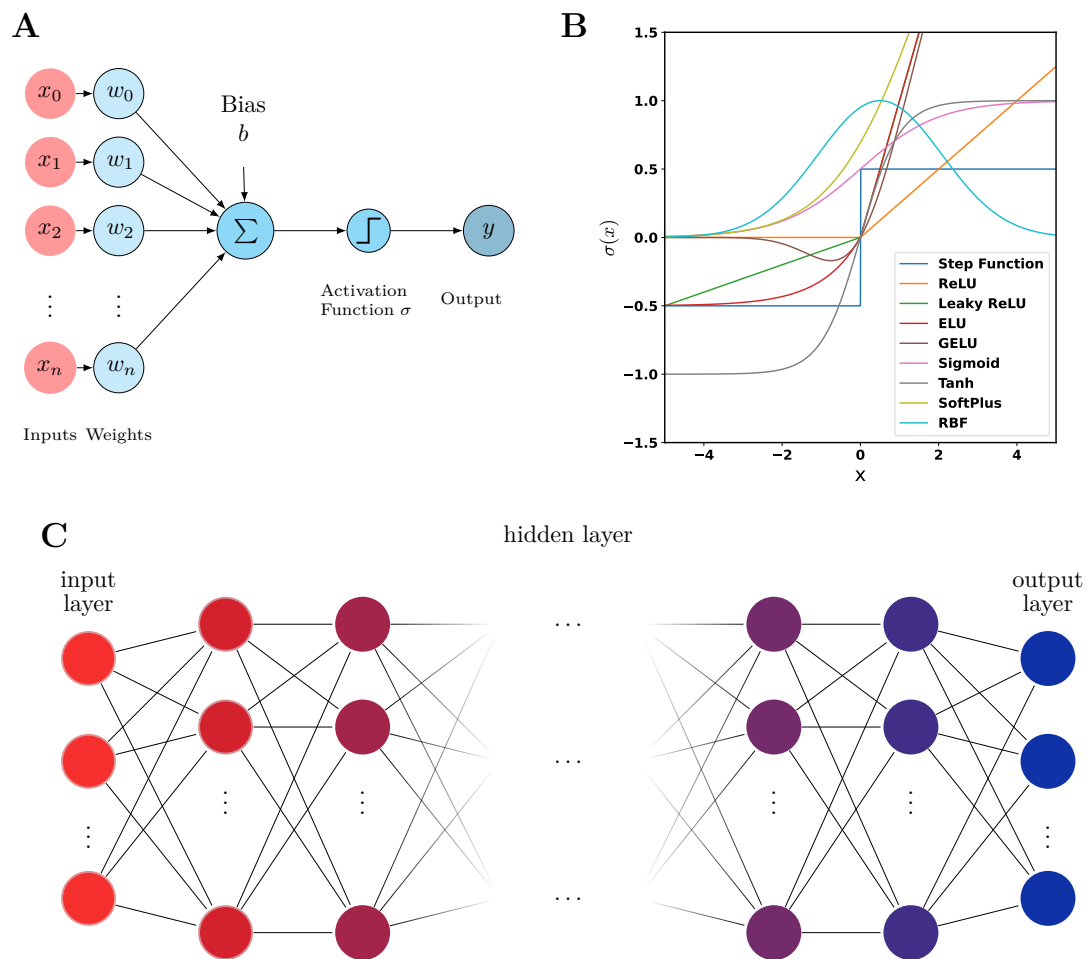 A
x₀ w₀
x₁ w₁
x₂ w₂
⋮ ⋮
xₙ wₙ
Inputs Weights
Bias
b
∑
Activation
Function σ
y
Output
B
1.5
1.0
0.5
0.0
−0.5
−1.0
−1.5
σ(x)
−4 −2 0 2 4
X
Step Function
ReLU
Leaky ReLU
ELU
GELU
Sigmoid
Tanh
SoftPlus
RBF
C
hidden layer
input
layer
output
layer
⋯
⋯
⋮ ⋮ ⋮ ⋮ ⋮ ⋮
⋯